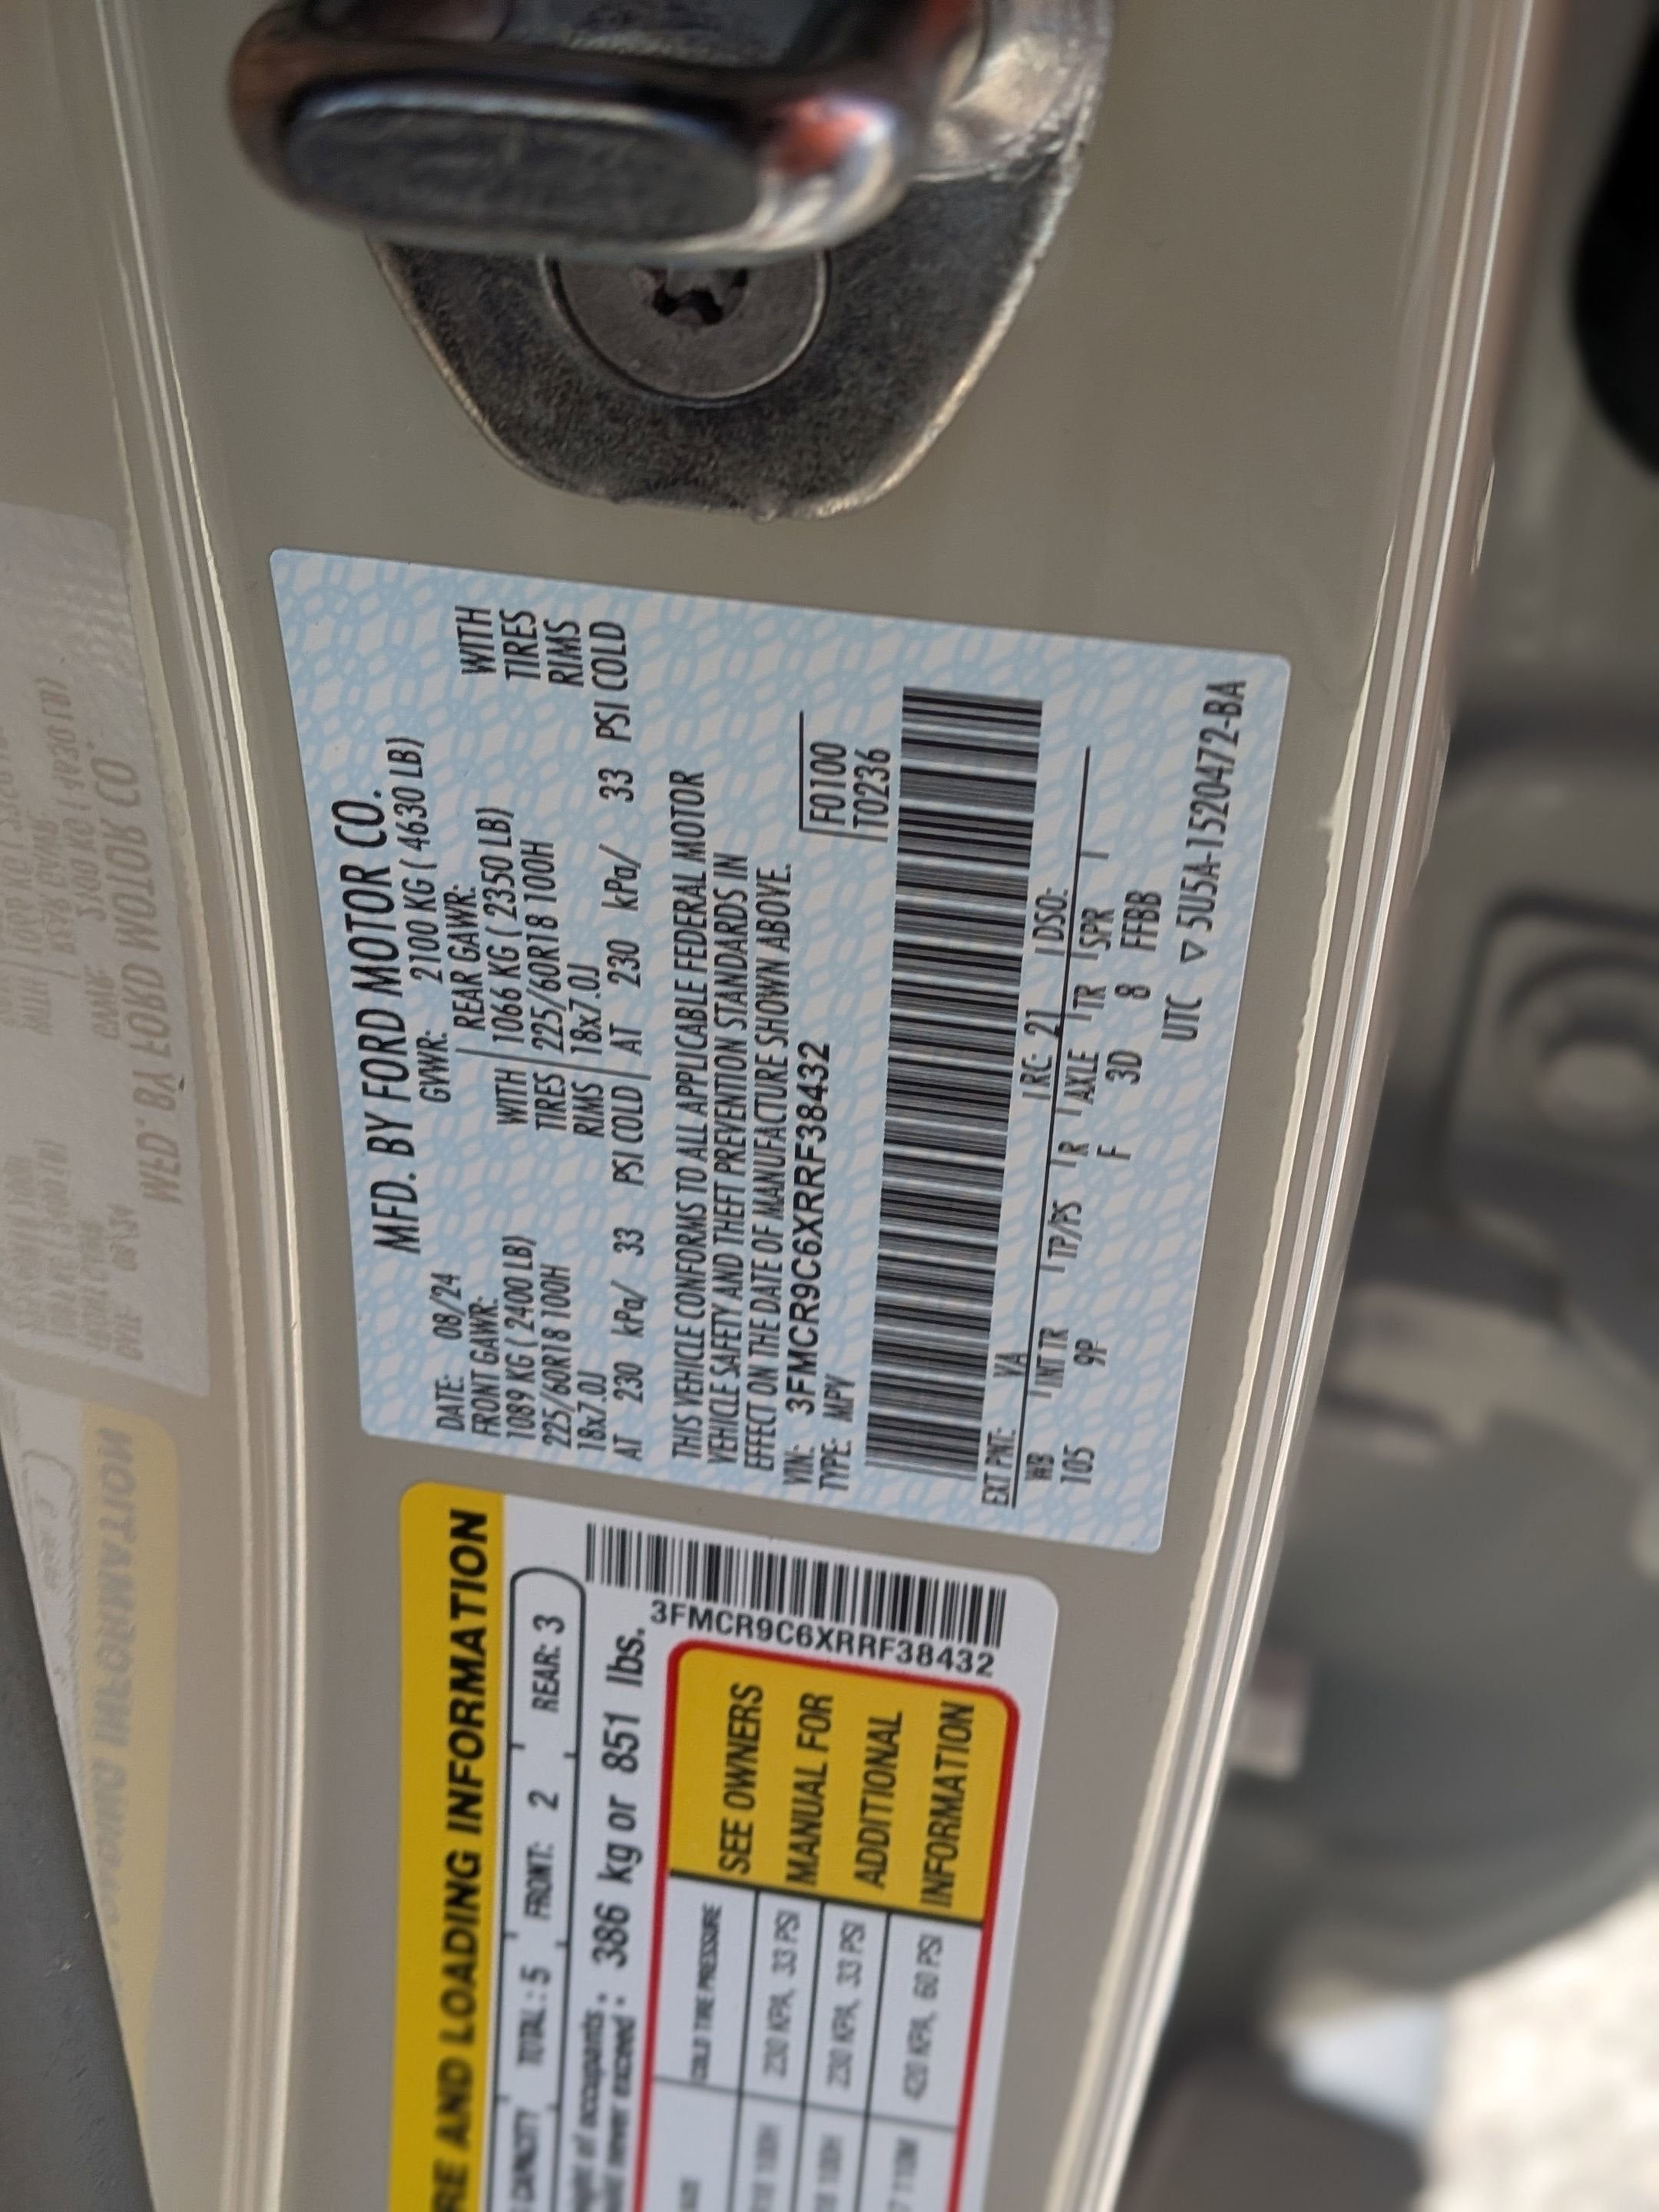 MFD. BY FORD MOTOR CO.
DATE: 08/24 GVWR: 2100 KG ( 4630 LB)
FRONT GAWR: REAR GAWR:
1089 KG ( 2400 LB) WITH 1066 KG ( 2350 LB) WITH
225/60R18 100H TIRES 225/60R18 100H TIRES
18x7.0J RIMS 18x7.0J RIMS
AT 230 kPa/ 33 PSI COLD AT 230 kPa/ 33 PSI COLD
THIS VEHICLE CONFORMS TO ALL APPLICABLE FEDERAL MOTOR
VEHICLE SAFETY AND THEFT PREVENTION STANDARDS IN
EFFECT ON THE DATE OF MANUFACTURE SHOWN ABOVE.
VIN: 3FMCR9C6XRRF38432 F0100
TYPE: MPV T0236
EXT PNT: YA RC: 21 DSO:
WB INT TR TP/PS R AXLE TR SPR
105 9P F 3D 8 FFBB
UTC ▽ 5U5A-1520472-BA
RE AND LOADING INFORMATION
CAPACITY TOTAL : 5 FRONT: 2 REAR: 3
of occupants
never exceed : 386 kg or 851 lbs.
3FMCR9C6XRRF38432
COLD TIRE PRESSURE
230 KPA, 33 PSI
230 KPA, 33 PSI
420 KPA, 60 PSI
SEE OWNERS
MANUAL FOR
ADDITIONAL
INFORMATION